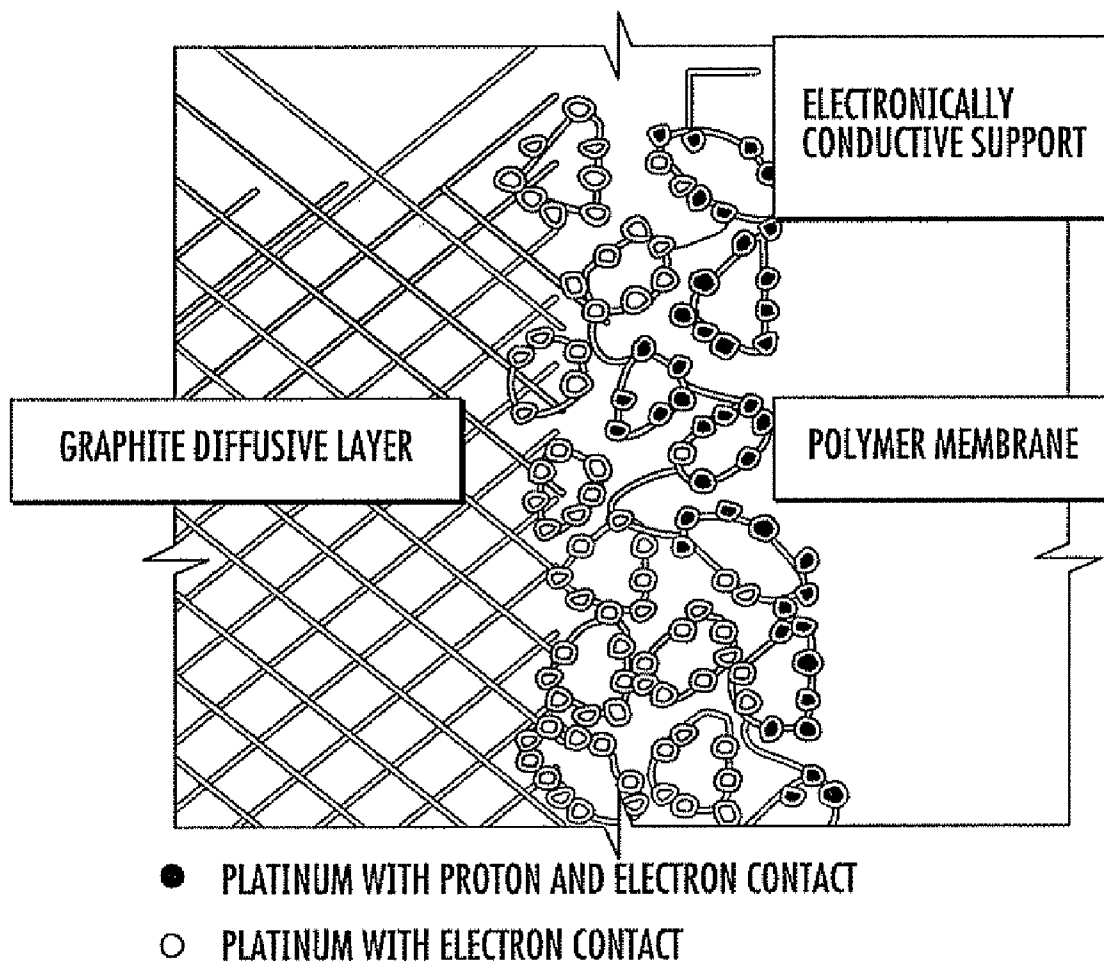 ELECTRONICALLY
CONDUCTIVE SUPPORT
GRAPHITE DIFFUSIVE LAYER
POLYMER MEMBRANE
PLATINUM WITH PROTON AND ELECTRON CONTACT
PLATINUM WITH ELECTRON CONTACT